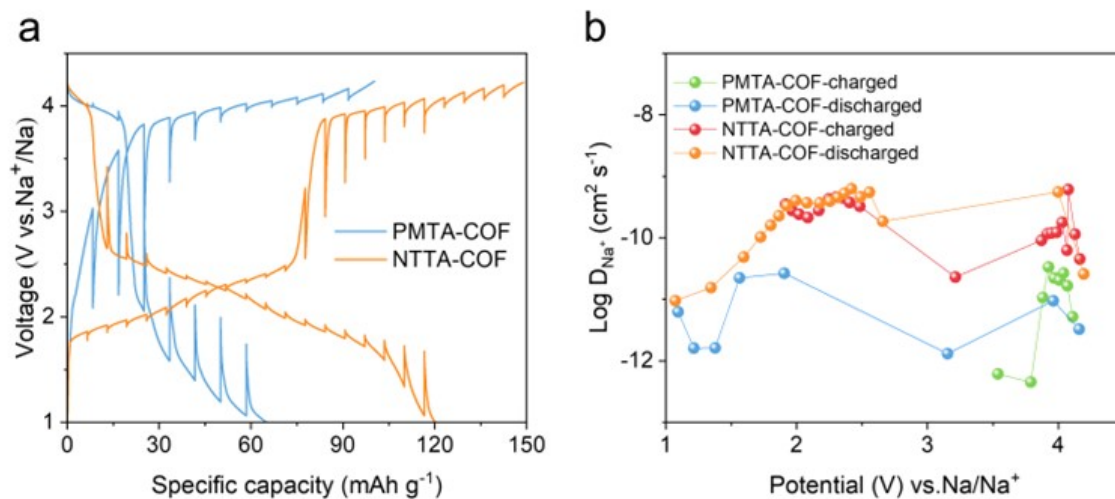 a
Voltage (V vs.Na⁺/Na)
4
3
2
1
PMTA-COF
NTTA-COF
0
30
60
90
120
150
Specific capacity (mAh g⁻¹)
b
Log D_Na⁺ (cm² s⁻¹)
-8
-10
-12
PMTA-COF-charged
PMTA-COF-discharged
NTTA-COF-charged
NTTA-COF-discharged
1
2
3
4
Potential (V) vs.Na/Na⁺